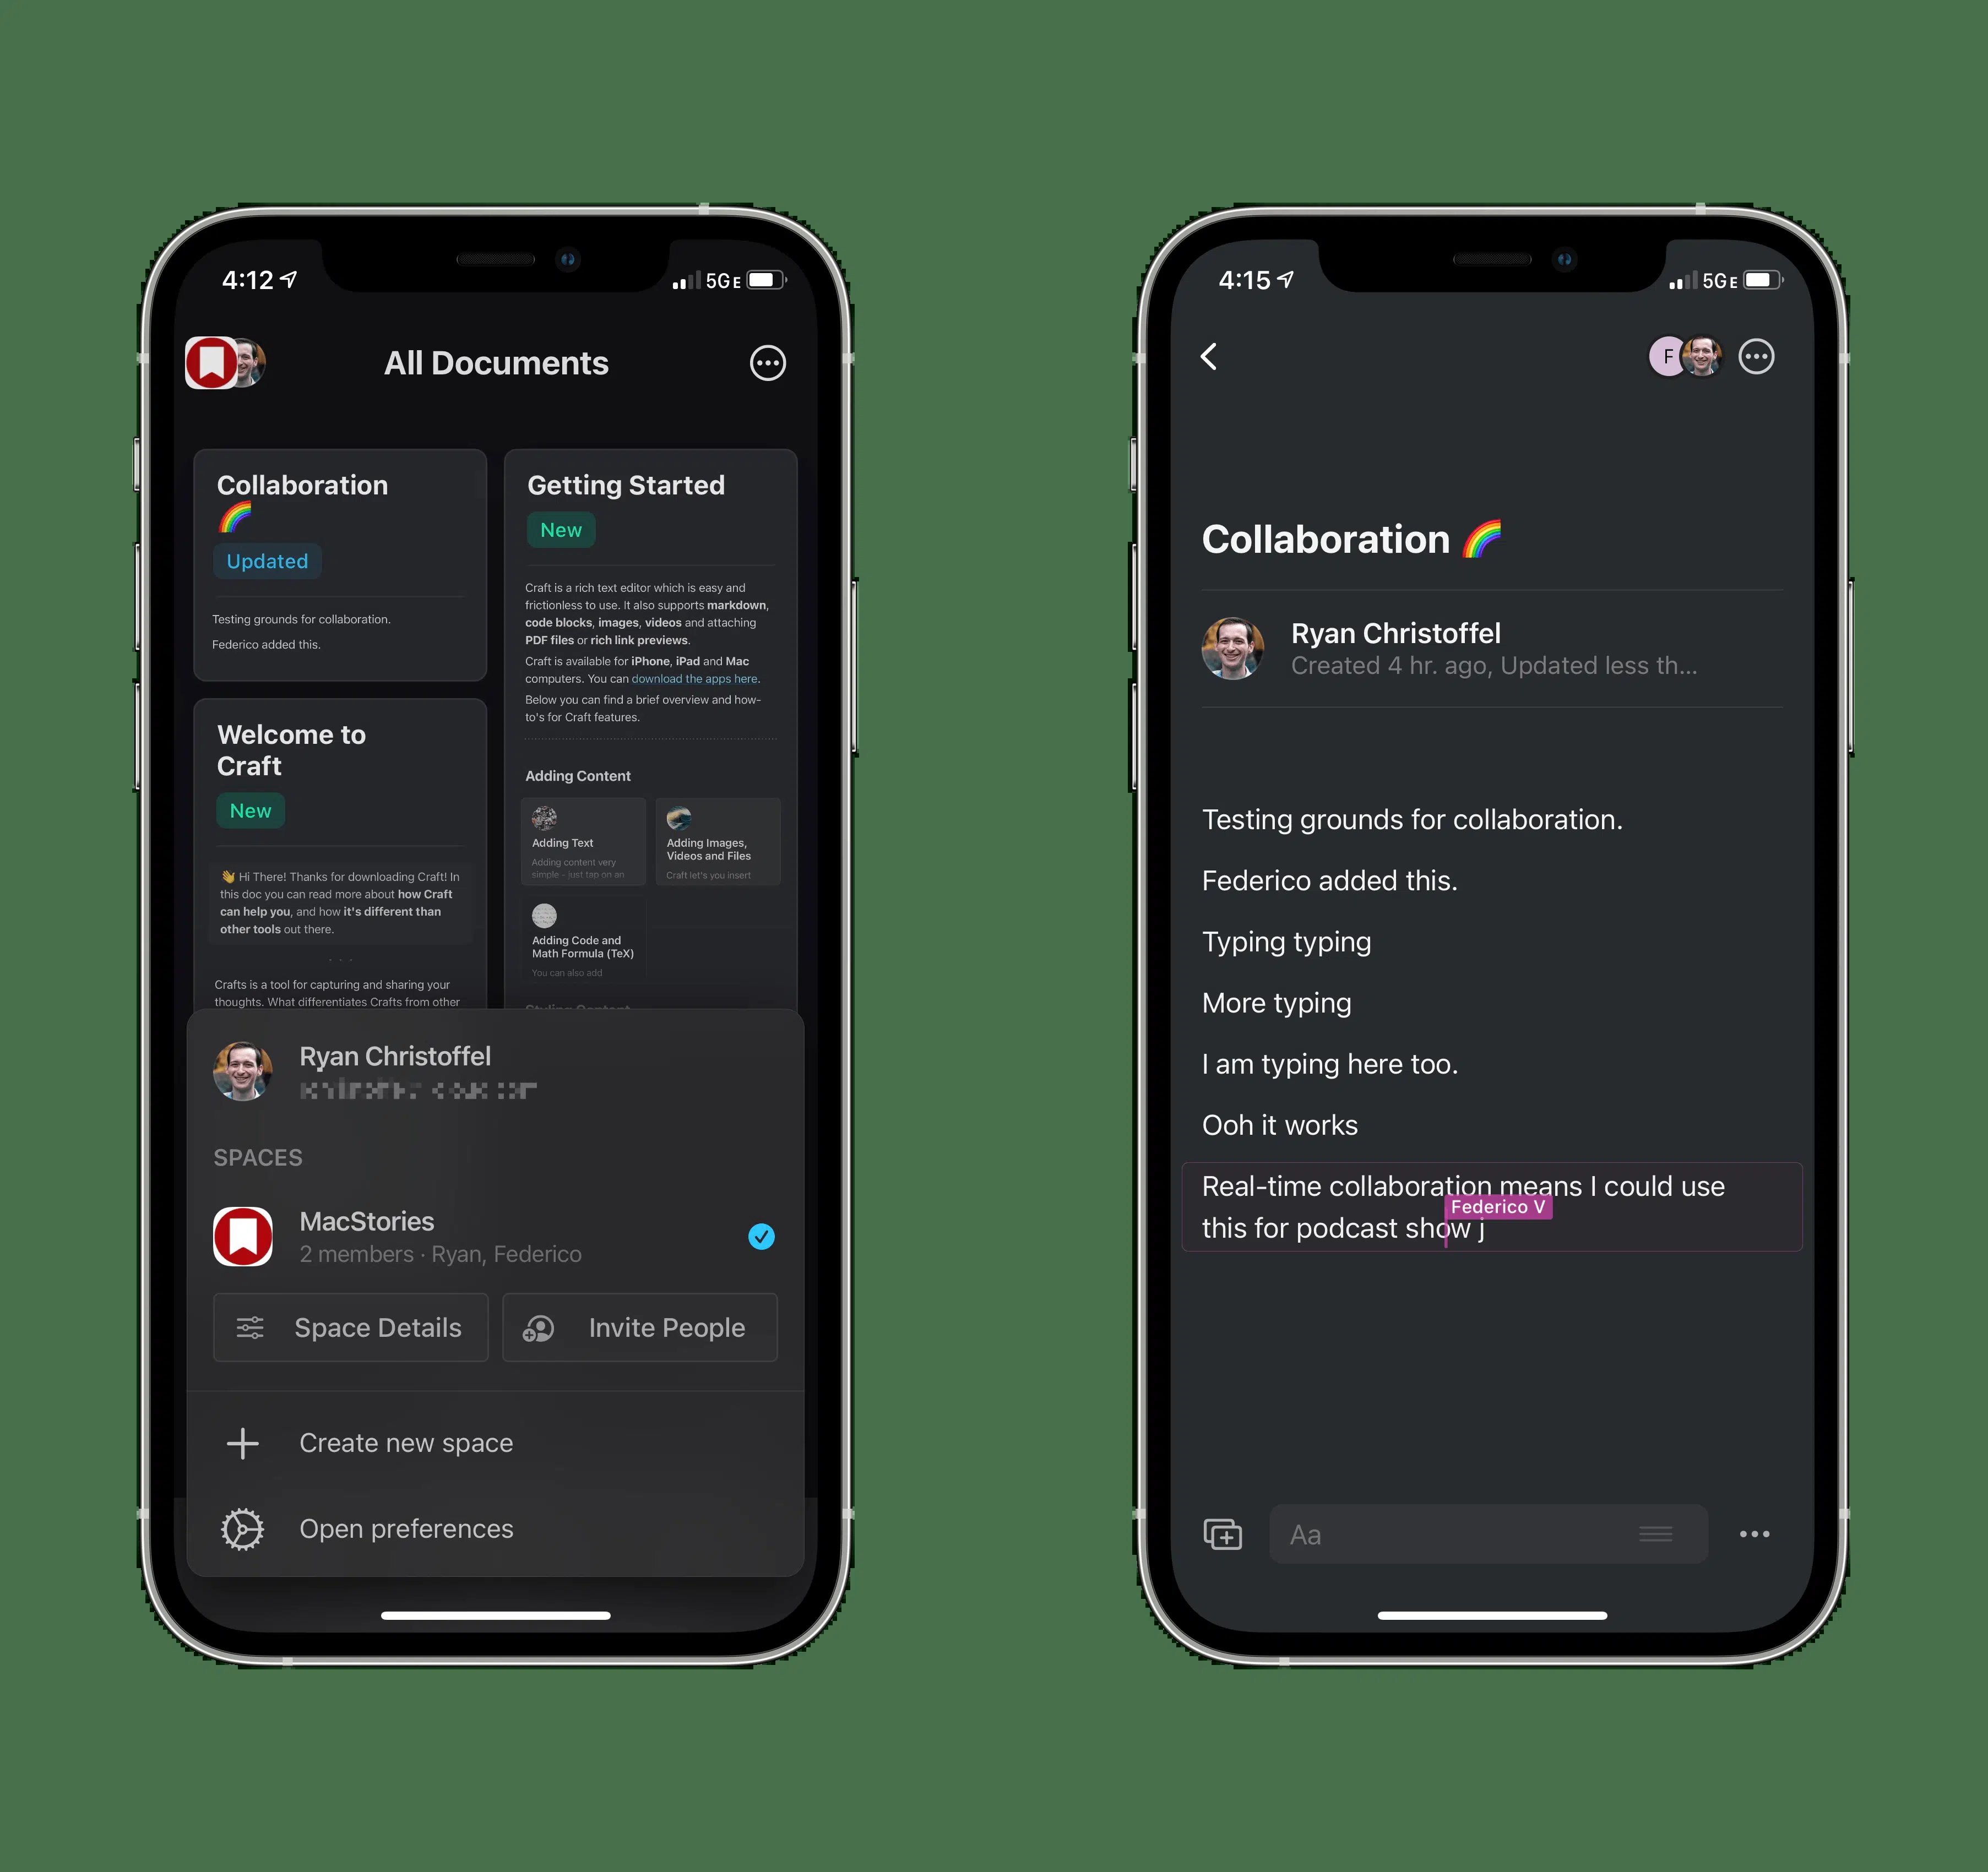 4:12
5GE
All Documents
Collaboration
🌈
Updated
Testing grounds for collaboration.
Federico added this.
Welcome to
Craft
New
👋 Hi There! Thanks for downloading Craft! In
this doc you can read more about how Craft
can help you, and how it's different than
other tools out there.
. . .
Crafts is a tool for capturing and sharing your
thoughts. What differentiates Crafts from other
Getting Started
New
Craft is a rich text editor which is easy and
frictionless to use. It also supports markdown,
code blocks, images, videos and attaching
PDF files or rich link previews.
Craft is available for iPhone, iPad and Mac
computers. You can download the apps here.
Below you can find a brief overview and how-
to's for Craft features.
Adding Content
Adding Text
Adding content very
simple - just tap on an
Adding Images,
Videos and Files
Craft let's you insert
Adding Code and
Math Formula (TeX)
You can also add
Styling Content
Ryan Christoffel
SPACES
MacStories
2 members · Ryan, Federico
Space Details
Invite People
Create new space
Open preferences
4:15
5GE
F
Collaboration 🌈
Ryan Christoffel
Created 4 hr. ago, Updated less th...
Testing grounds for collaboration.
Federico added this.
Typing typing
More typing
I am typing here too.
Ooh it works
Real-time collaboration means I could use
Federico V
this for podcast show j
Aa